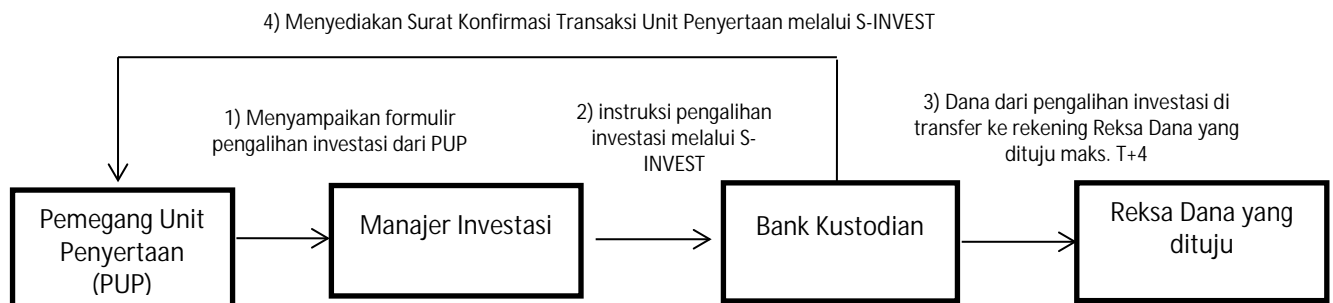 4) Menyediakan Surat Konfirmasi Transaksi Unit Penyertaan melalui S-INVEST
1) Menyampaikan formulir
pengalihan investasi dari PUP
2) instruksi pengalihan
investasi melalui S-
INVEST
3) Dana dari pengalihan investasi di
transfer ke rekening Reksa Dana yang
dituju maks. T+4
Pemegang Unit
Penyertaan
(PUP)
Manajer Investasi
Bank Kustodian
Reksa Dana yang
dituju